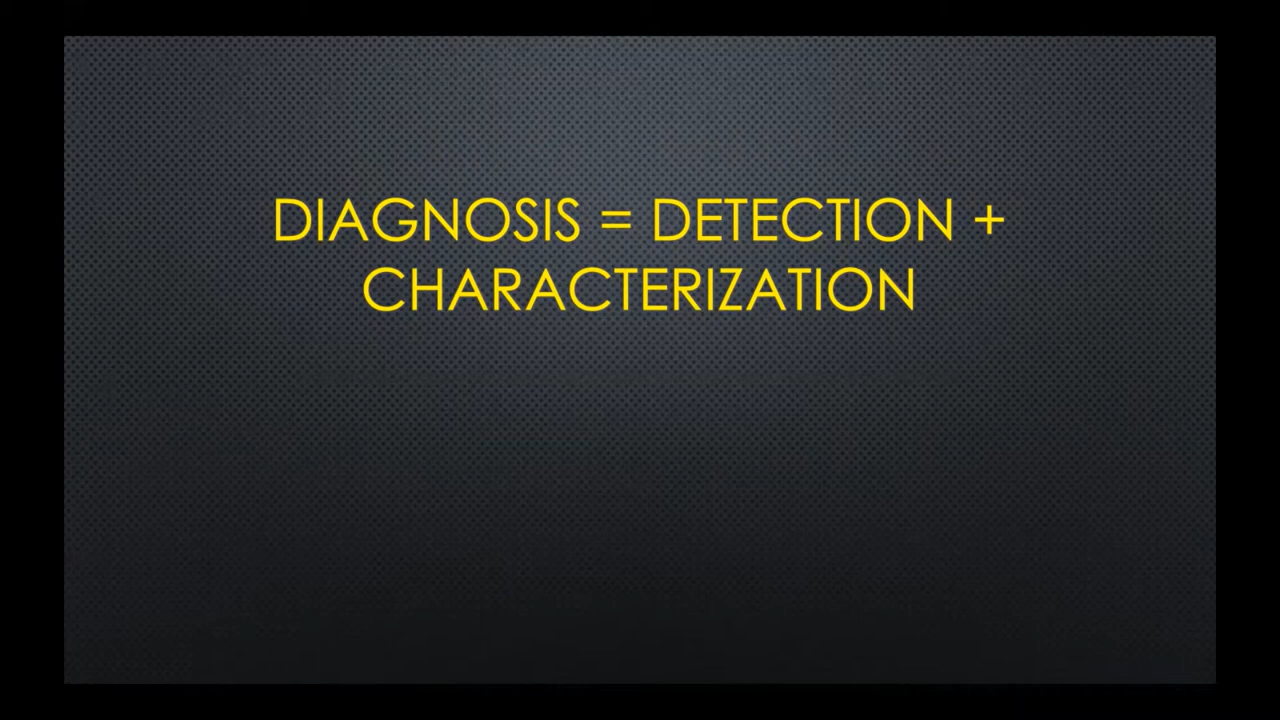 DIAGNOSIS = DETECTION +
CHARACTERIZATION